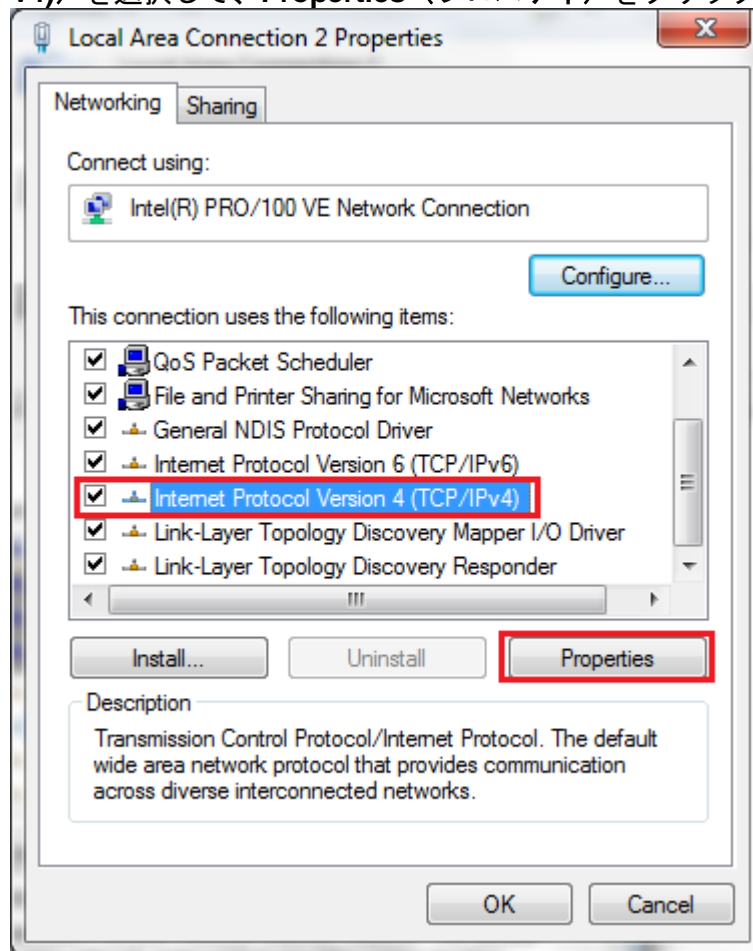 Local Area Connection 2 Properties
Networking Sharing
Connect using:
Intel(R) PRO/100 VE Network Connection
Configure...
This connection uses the following items:
QoS Packet Scheduler
File and Printer Sharing for Microsoft Networks
General NDIS Protocol Driver
Internet Protocol Version 6 (TCP/IPv6)
Internet Protocol Version 4 (TCP/IPv4)
Link-Layer Topology Discovery Mapper I/O Driver
Link-Layer Topology Discovery Responder
Install... Uninstall Properties
Description
Transmission Control Protocol/Internet Protocol. The default
wide area network protocol that provides communication
across diverse interconnected networks.
OK Cancel